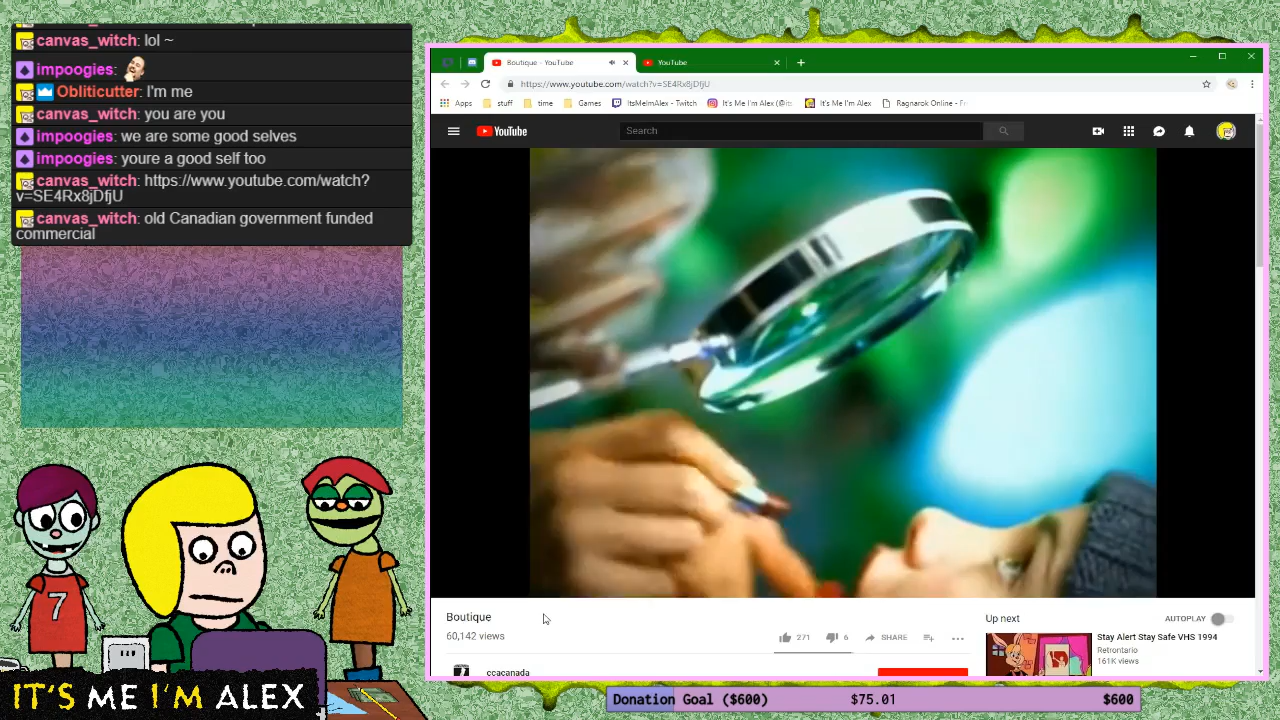 canvas_witch: lol ~
impoogies:
Obliticutter: I'm me
canvas_witch: you are you
impoogies: we are some good selves
impoogies: youre a good self too
canvas_witch: https://www.youtube.com/watch?
v=SE4Rx8jDfjU
canvas_witch: old Canadian government funded
commercial
7
IT'S ME I'M ALEX
Boutique - YouTube
YouTube
https://www.youtube.com/watch?v=SE4Rx8jDfjU
Apps stuff time Games ItsMeImAlex - Twitch It's Me I'm Alex (@its It's Me I'm Alex Ragnarok Online - Fr
YouTube
Search
Boutique
60,142 views
271 6 SHARE
ccacanada
Up next
AUTOPLAY
Stay Alert Stay Safe VHS 1994
Retrontario
161K views
Donation Goal ($600) $75.01 $600